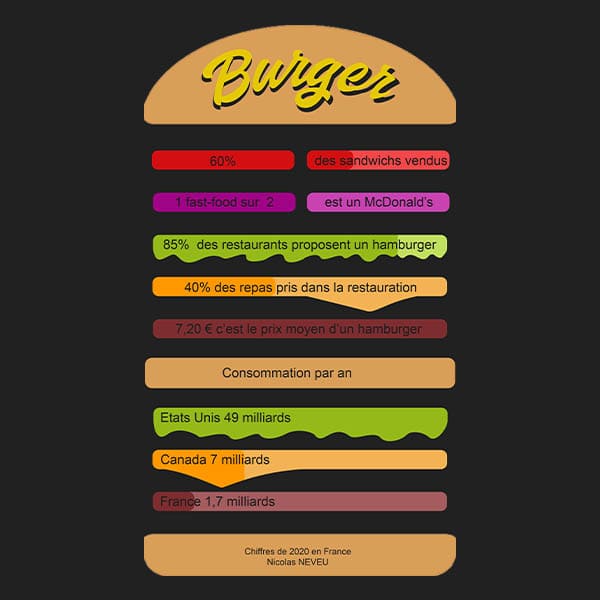 Burger
60% des sandwichs vendus
1 fast-food sur 2 est un McDonald's
85% des restaurants proposent un hamburger
40% des repas pris dans la restauration
7,20 € c'est le prix moyen d'un hamburger
Consommation par an
Etats Unis 49 milliards
Canada 7 milliards
France 1,7 milliards
Chiffres de 2020 en France
Nicolas NEVEU